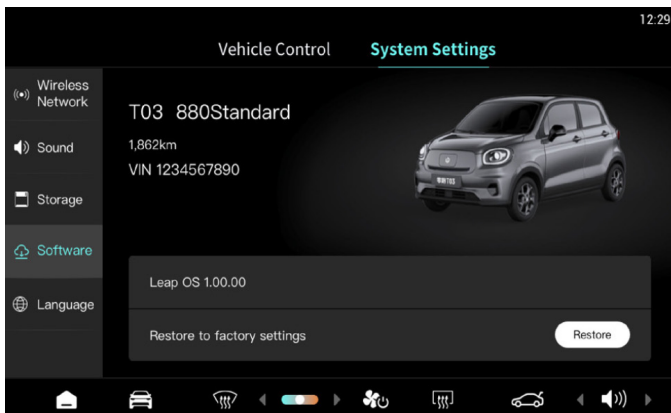 12:29
Vehicle Control
System Settings
Wireless
Network
Sound
Storage
Software
Language
T03 880Standard
1,862km
VIN 1234567890
Leap OS 1.00.00
Restore to factory settings
Restore